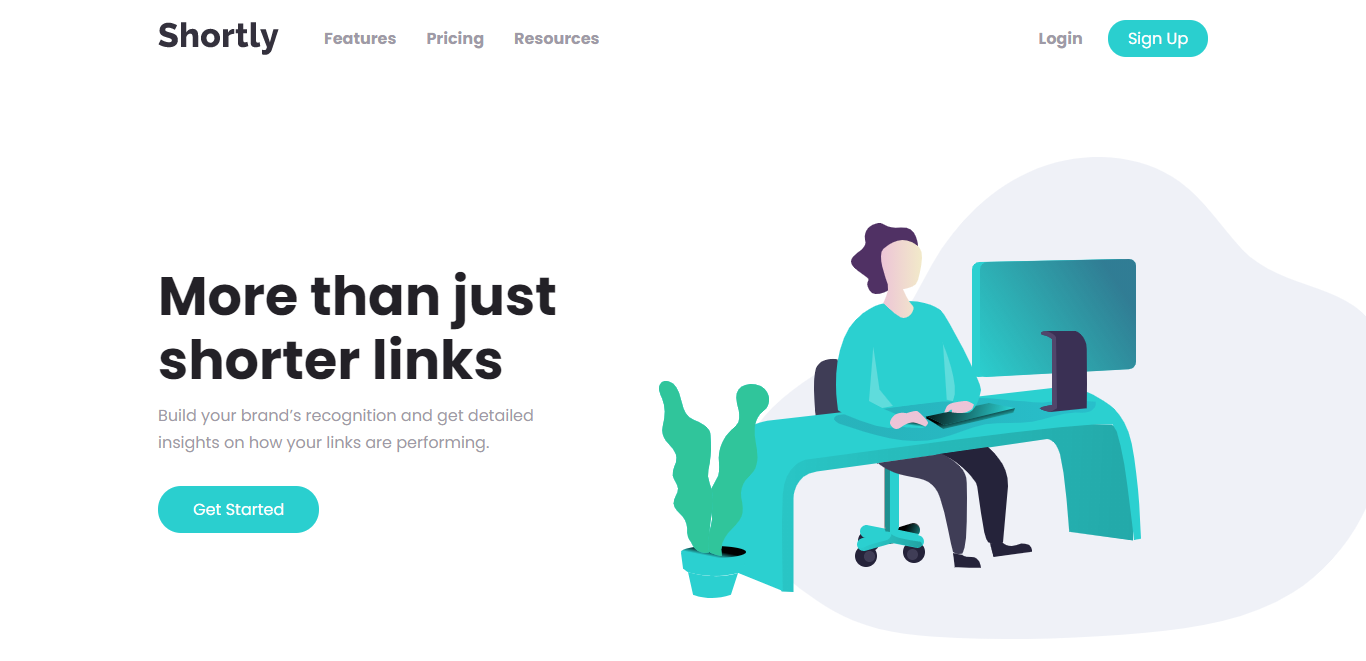 Shortly Features Pricing Resources Login Sign Up
More than just
shorter links
Build your brand’s recognition and get detailed
insights on how your links are performing.
Get Started